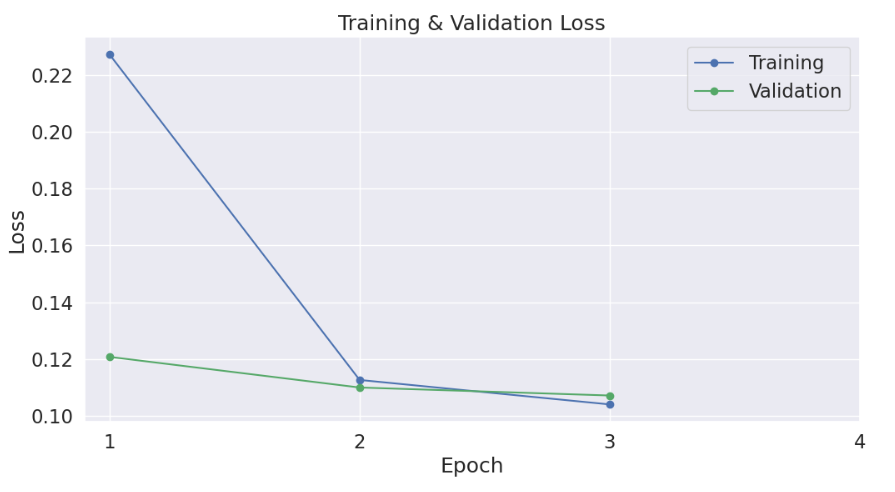 Training & Validation Loss
Training
Validation
0.22
0.20
0.18
0.16
0.14
0.12
0.10
Loss
1 2 3 4
Epoch